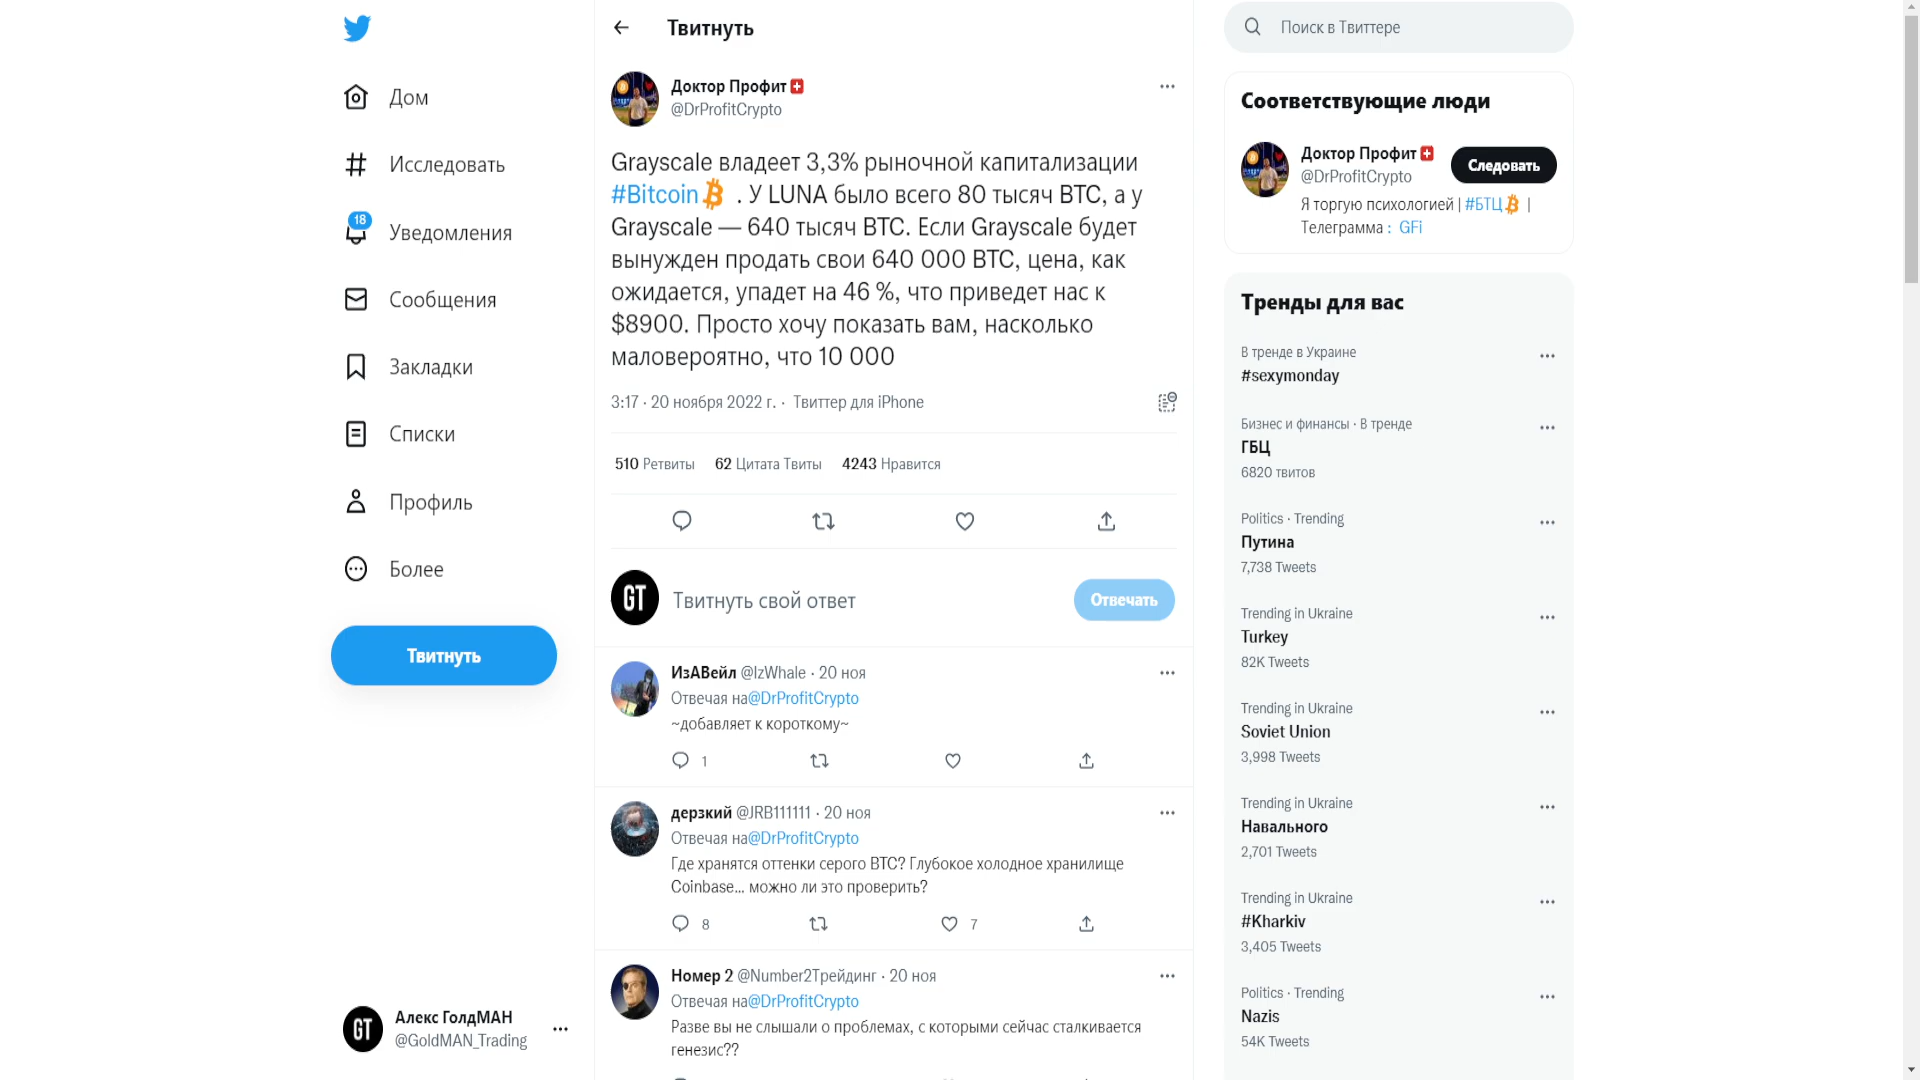 Твитнуть
Поиск в Твиттере
Дом
Исследовать
18
Уведомления
Сообщения
Закладки
Списки
Профиль
Более
Твитнуть
Алекс ГолдМАН
@GoldMAN_Trading
GT
Доктор Профит
@DrProfitCrypto
Grayscale владеет 3,3% рыночной капитализации
#Bitcoin . У LUNA было всего 80 тысяч BTC, а у
Grayscale — 640 тысяч BTC. Если Grayscale будет
вынужден продать свои 640 000 BTC, цена, как
ожидается, упадет на 46 %, что приведет нас к
$8900. Просто хочу показать вам, насколько
маловероятно, что 10 000
3:17 · 20 ноября 2022 г. · Твиттер для iPhone
510 Ретвиты 62 Цитата Твиты 4243 Нравится
GT
Твитнуть свой ответ
Отвечать
ИзАВейл @IzWhale · 20 ноя
Отвечая на@DrProfitCrypto
~добавляет к короткому~
1
дерзкий @JRB111111 · 20 ноя
Отвечая на@DrProfitCrypto
Где хранятся оттенки серого BTC? Глубокое холодное хранилище
Coinbase... можно ли это проверить?
8 7
Номер 2 @Number2Трейдинг · 20 ноя
Отвечая на@DrProfitCrypto
Разве вы не слышали о проблемах, с которыми сейчас сталкивается
генезис??
Соответствующие люди
Доктор Профит
@DrProfitCrypto
Следовать
Я торгую психологией | #БТЦ |
Телеграмма : GFi
Тренды для вас
В тренде в Украине
#sexymonday
Бизнес и финансы · В тренде
ГБЦ
6820 твитов
Politics · Trending
Путина
7,738 Tweets
Trending in Ukraine
Turkey
82K Tweets
Trending in Ukraine
Soviet Union
3,998 Tweets
Trending in Ukraine
Навального
2,701 Tweets
Trending in Ukraine
#Kharkiv
3,405 Tweets
Politics · Trending
Nazis
54K Tweets